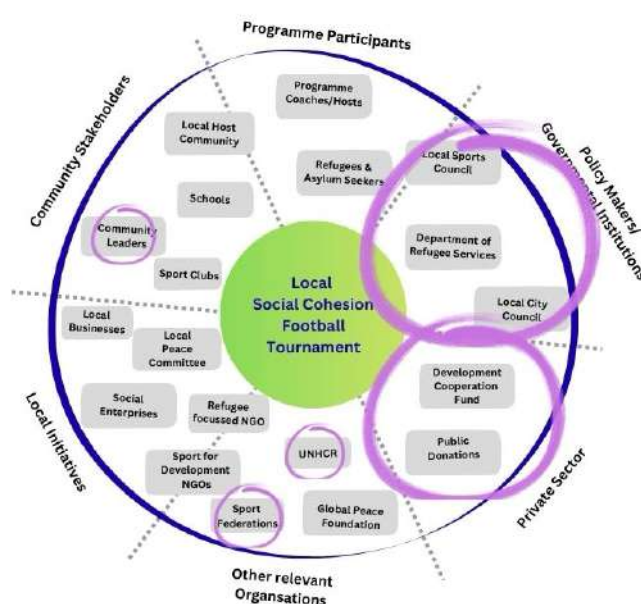 Programme Participants
Programme
Coaches/Hosts
Local Host
Community
Refugees &
Asylum Seekers
Local Sports
Council
Policy Makers/
Governmental Institutions
Community Stakeholders
Schools
Community
Leaders
Sport Clubs
Department of
Refugee Services
Local City
Council
Local
Social Cohesion
Football
Tournament
Local
Businesses
Local
Peace
Committee
Social
Enterprises
Refugee
focussed NGO
Sport for
Development
NGOs
Local Initiatives
UNHCR
Sport
Federations
Global Peace
Foundation
Development
Cooperation
Fund
Public
Donations
Private Sector
Other relevant
Organsations